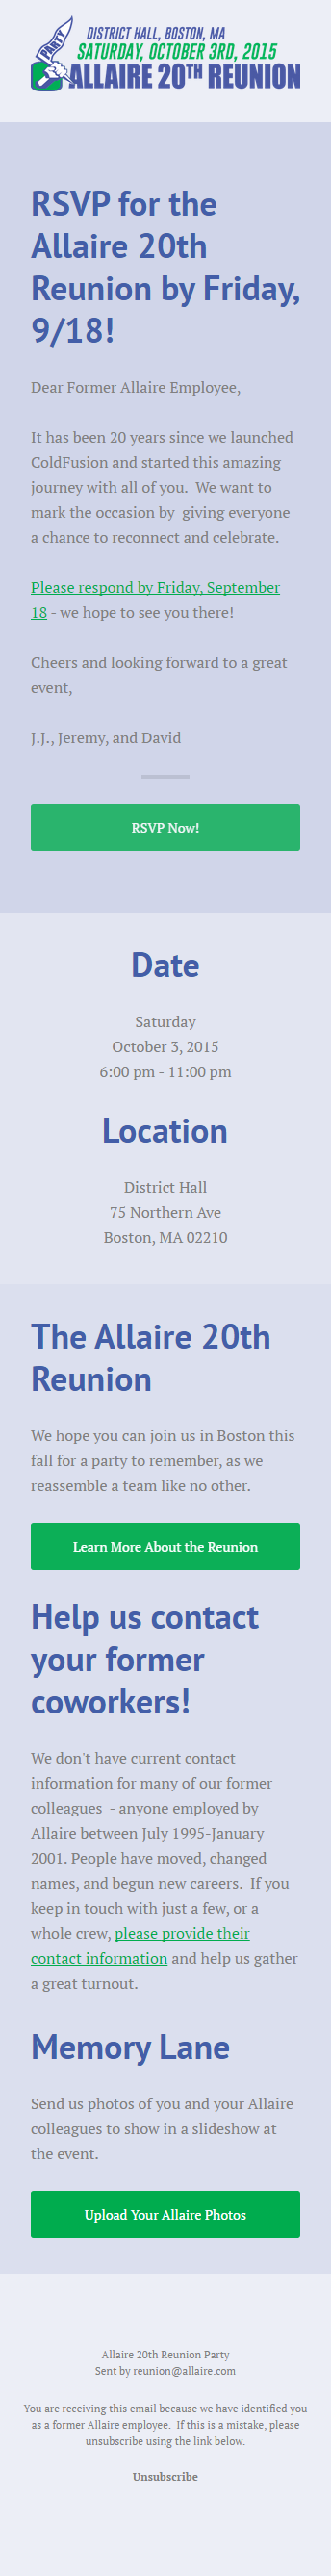 PARTY
DISTRICT HALL, BOSTON, MA
SATURDAY, OCTOBER 3RD, 2015
ALLAIRE 20TH REUNION
RSVP for the
Allaire 20th
Reunion by Friday,
9/18!
Dear Former Allaire Employee,
It has been 20 years since we launched
ColdFusion and started this amazing
journey with all of you.  We want to
mark the occasion by  giving everyone
a chance to reconnect and celebrate.
Please respond by Friday, September
18 - we hope to see you there!
Cheers and looking forward to a great
event,
J.J., Jeremy, and David
RSVP Now!
Date
Saturday
October 3, 2015
6:00 pm - 11:00 pm
Location
District Hall
75 Northern Ave
Boston, MA 02210
The Allaire 20th
Reunion
We hope you can join us in Boston this
fall for a party to remember, as we
reassemble a team like no other.
Learn More About the Reunion
Help us contact
your former
coworkers!
We don't have current contact
information for many of our former
colleagues  - anyone employed by
Allaire between July 1995-January
2001. People have moved, changed
names, and begun new careers.  If you
keep in touch with just a few, or a
whole crew, please provide their
contact information and help us gather
a great turnout.
Memory Lane
Send us photos of you and your Allaire
colleagues to show in a slideshow at
the event.
Upload Your Allaire Photos
Allaire 20th Reunion Party
Sent by reunion@allaire.com
You are receiving this email because we have identified you
as a former Allaire employee.  If this is a mistake, please
unsubscribe using the link below.
Unsubscribe